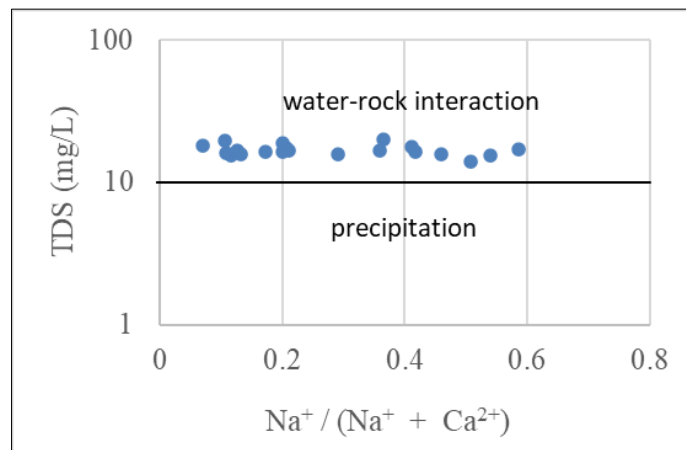 100
water-rock interaction
TDS (mg/L)
10
precipitation
1
0 0.2 0.4 0.6 0.8
Na⁺ / (Na⁺ + Ca²⁺)